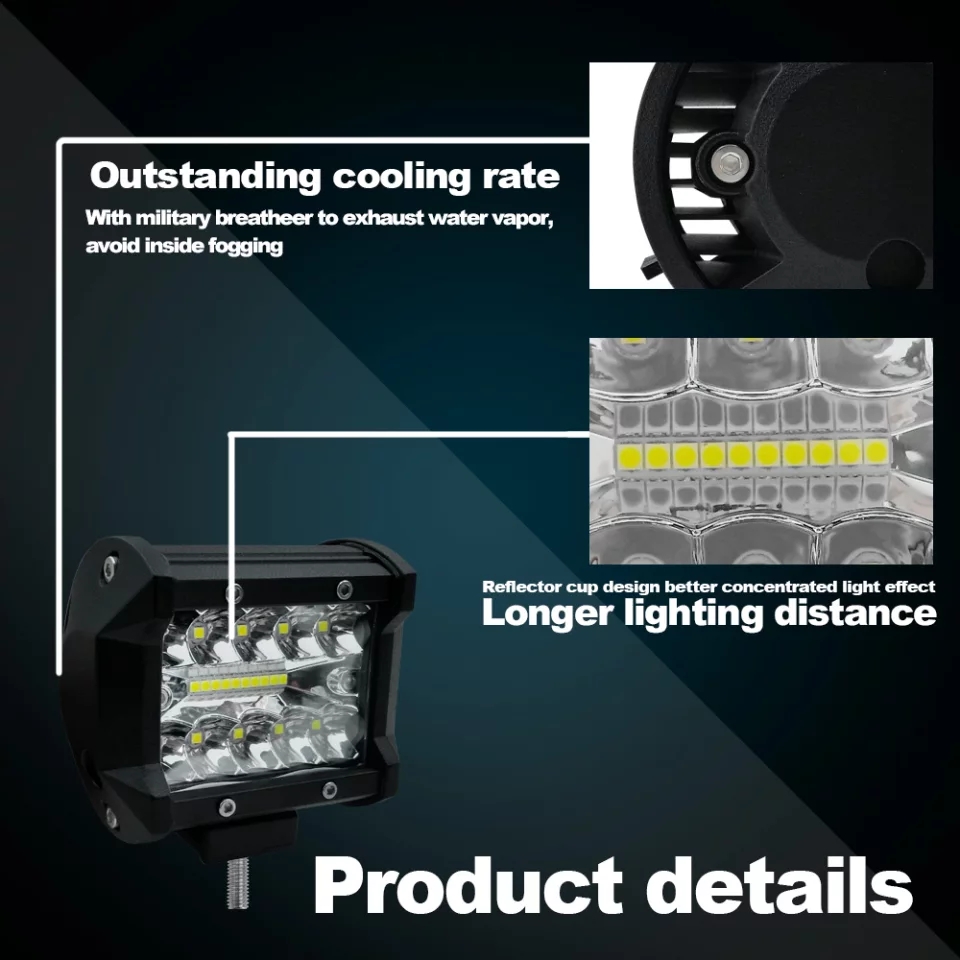 Outstanding cooling rate
With military breatheer to exhaust water vapor,
avoid inside fogging
Reflector cup design better concentrated light effect
Longer lighting distance
Product details